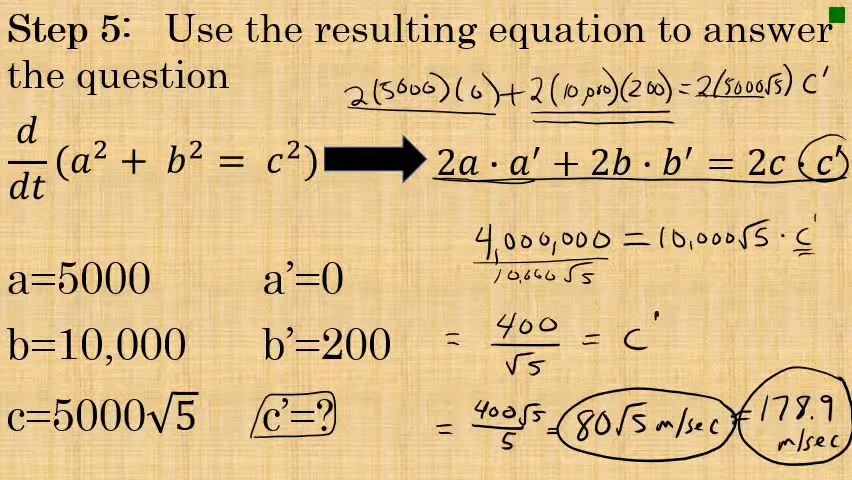 Step 5: Use the resulting equation to answer
the question
2(5000)(0)+2(10,000)(200)=2(5000√5) c'
d/dt (a² + b² = c²) 2a · a′ + 2b · b′ = 2c · c′
4,000,000 = 10,000√5 · c'
10,000√5
a=5000 a'=0
b=10,000 b'=200
= 400/√5 = c'
c=5000√5 c'=?
= 400√5/5 = 80√5 m/sec = 178.9 m/sec